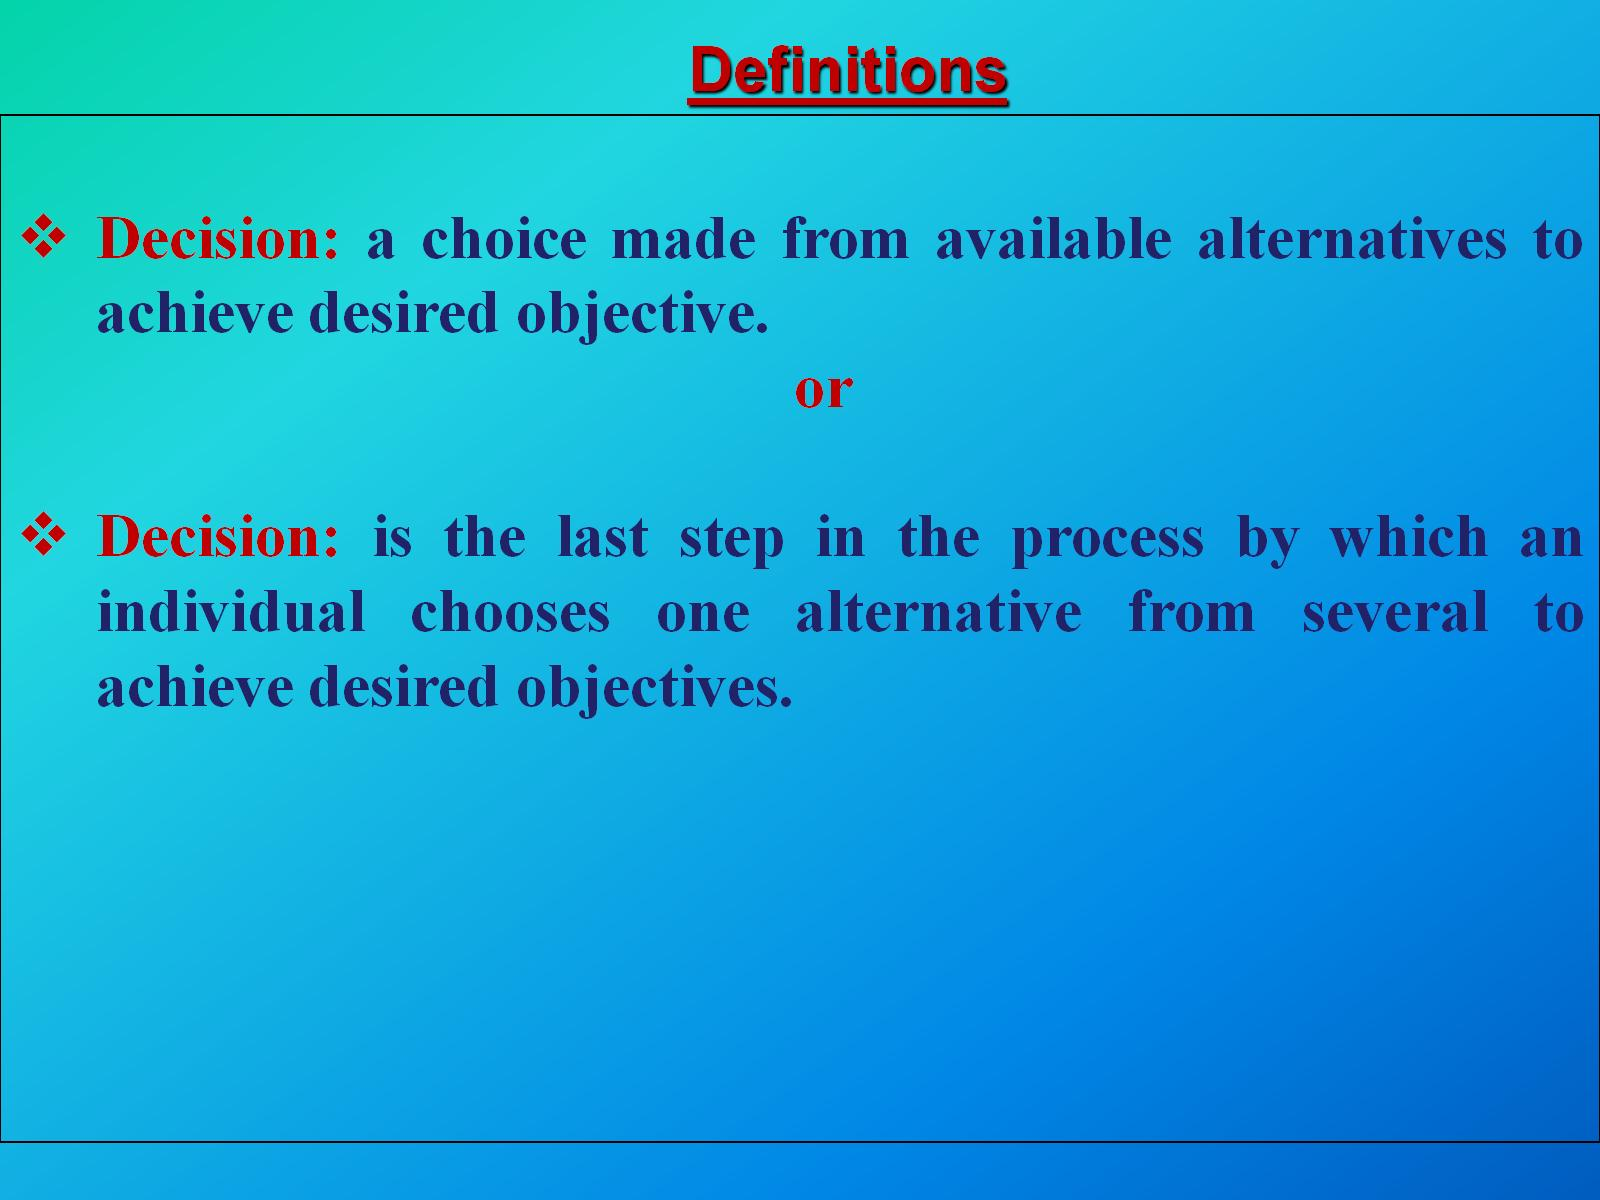 Definitions
❖ Decision: a choice made from available alternatives to
achieve desired objective.
or
❖ Decision: is the last step in the process by which an
individual chooses one alternative from several to
achieve desired objectives.